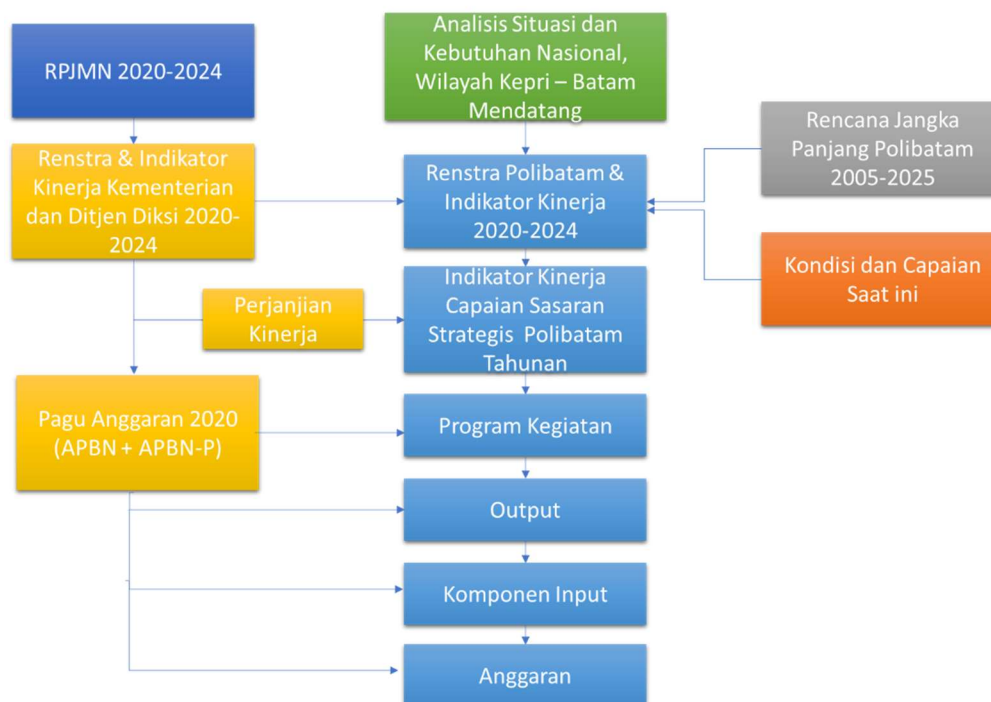 RPJMN 2020-2024
Analisis Situasi dan
Kebutuhan Nasional,
Wilayah Kepri – Batam
Mendatang
Rencana Jangka
Panjang Polibatam
2005-2025
Renstra & Indikator
Kinerja Kementerian
dan Ditjen Diksi 2020-
2024
Renstra Polibatam &
Indikator Kinerja
2020-2024
Kondisi dan Capaian
Saat ini
Perjanjian
Kinerja
Indikator Kinerja
Capaian Sasaran
Strategis Polibatam
Tahunan
Pagu Anggaran 2020
(APBN + APBN-P)
Program Kegiatan
Output
Komponen Input
Anggaran